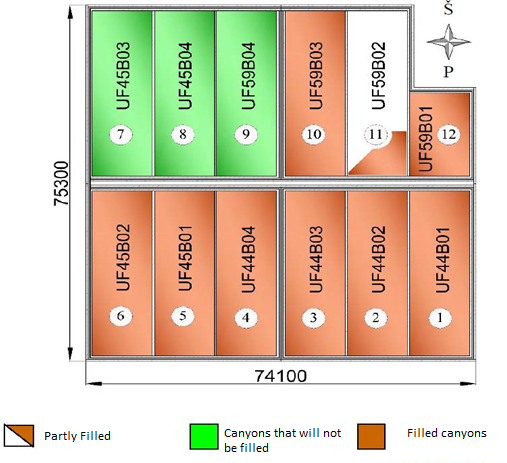 Š
P
UF45B03
UF45B04
UF59B04
UF59B03
UF59B02
UF59B01
7
8
9
10
11
12
75300
UF45B02
UF45B01
UF44B04
UF44B03
UF44B02
UF44B01
6
5
4
3
2
1
74100
Partly Filled
Canyons that will not
be filled
Filled canyons